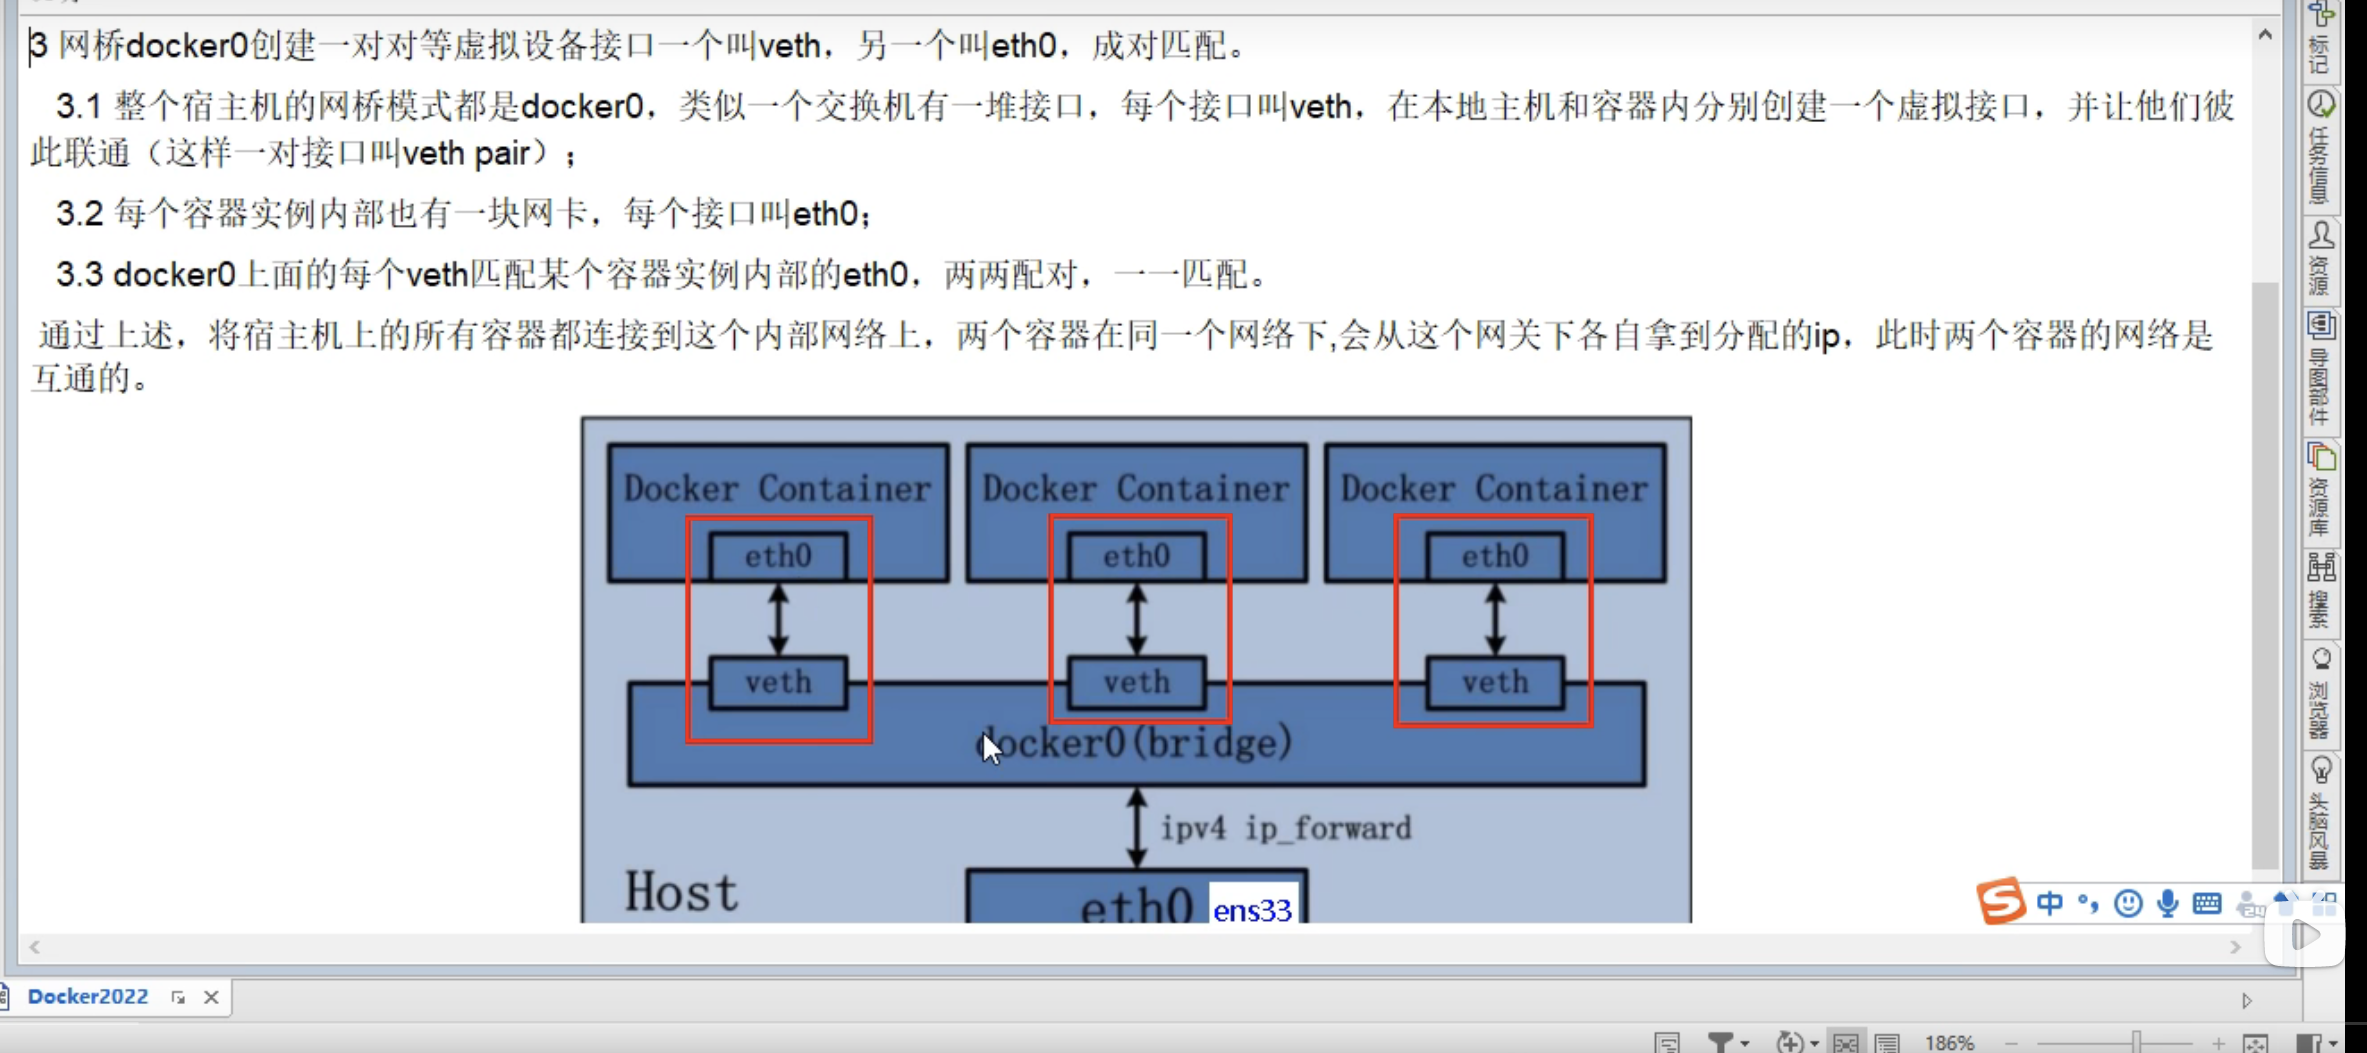 3 网桥docker0创建一对对等虚拟设备接口一个叫veth，另一个叫eth0，成对匹配。
3.1 整个宿主机的网桥模式都是docker0，类似一个交换机有一堆接口，每个接口叫veth，在本地主机和容器内分别创建一个虚拟接口，并让他们彼
此联通（这样一对接口叫veth pair）；
3.2 每个容器实例内部也有一块网卡，每个接口叫eth0；
3.3 docker0上面的每个veth匹配某个容器实例内部的eth0，两两配对，一一匹配。
通过上述，将宿主机上的所有容器都连接到这个内部网络上，两个容器在同一个网络下,会从这个网关下各自拿到分配的ip，此时两个容器的网络是
互通的。
Docker Container
Docker Container
Docker Container
eth0
eth0
eth0
veth
veth
veth
docker0(bridge)
ipv4 ip_forward
Host
eth0
ens33
标记
任务信息
资源
导图部件
资源库
搜索
浏览器
头脑风暴
中
Docker2022
186%